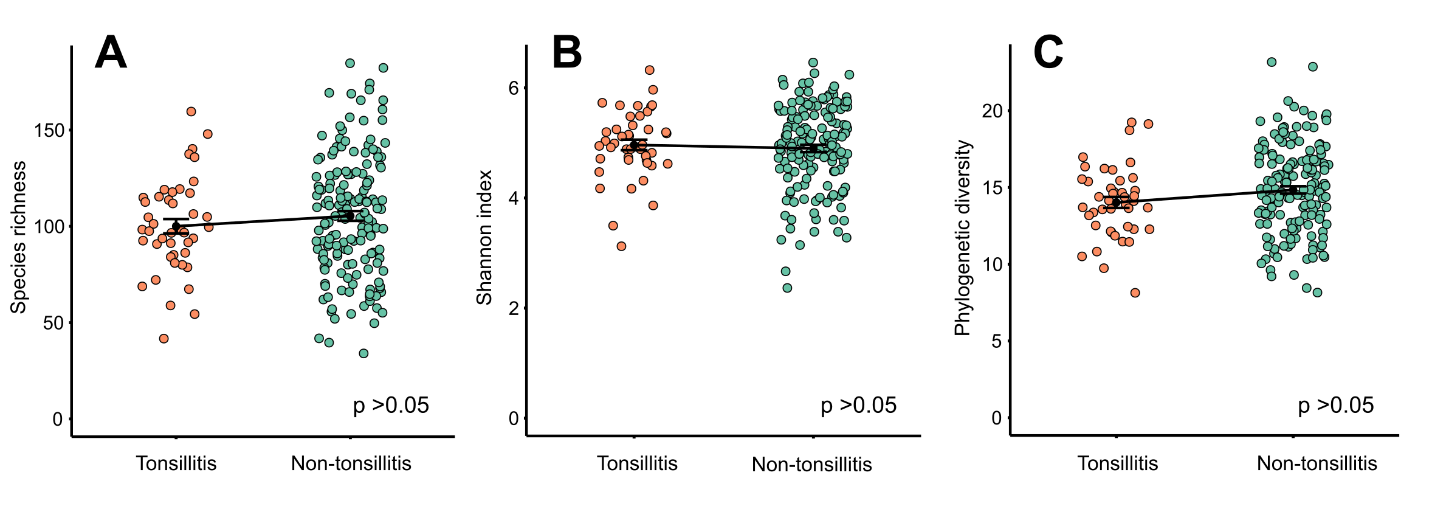 A
Species richness
150
100
50
0
p >0.05
Tonsillitis
Non-tonsillitis
B
Shannon index
6
4
2
0
p >0.05
Tonsillitis
Non-tonsillitis
C
Phylogenetic diversity
20
15
10
5
0
p >0.05
Tonsillitis
Non-tonsillitis